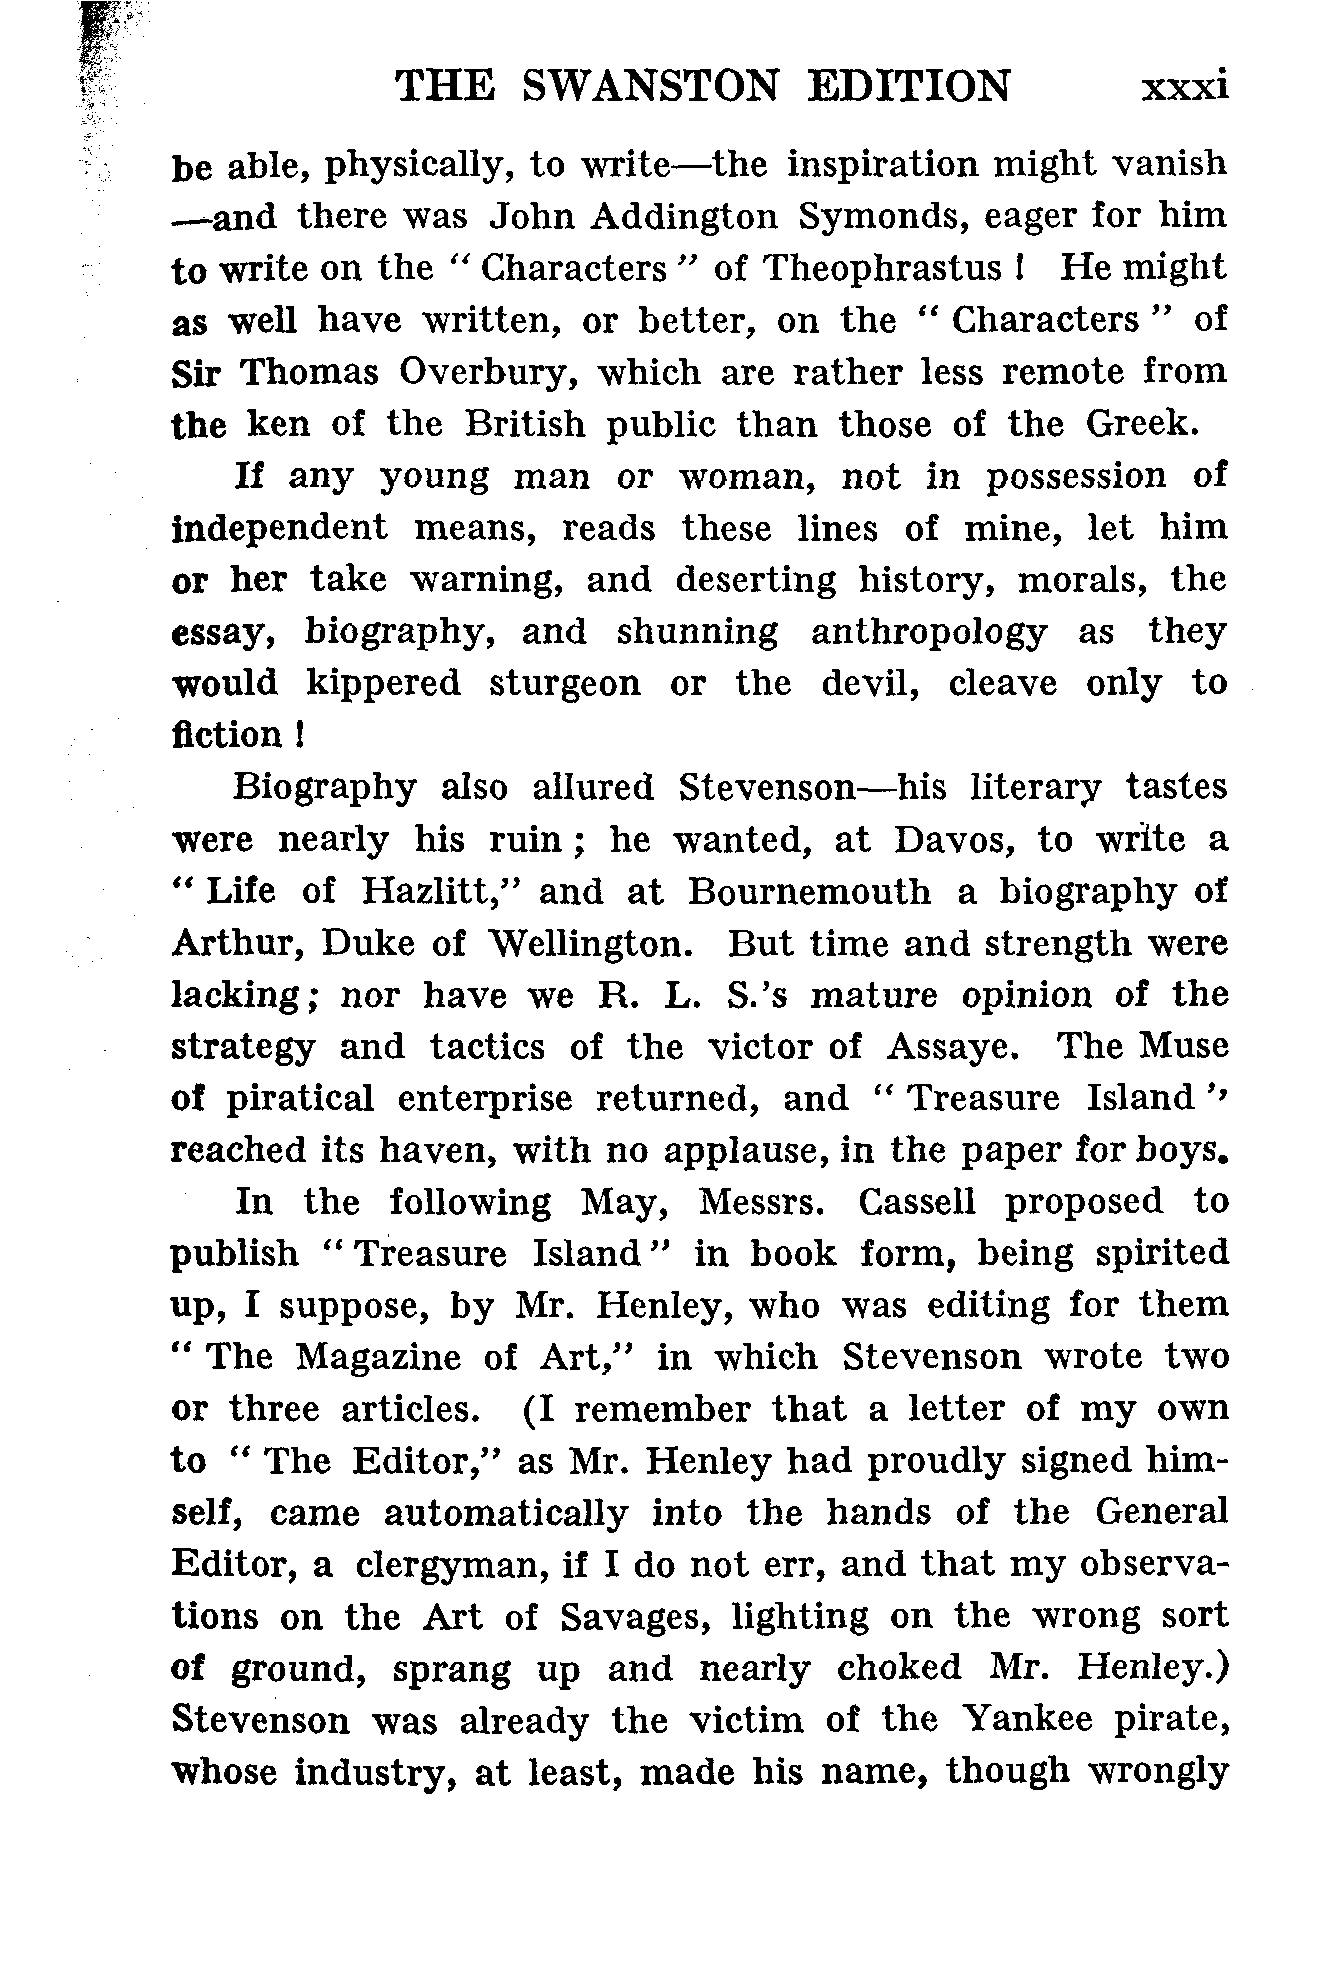 THE SWANSTON EDITION xxxi
be able, physically, to write—the inspiration might vanish
—and there was John Addington Symonds, eager for him
to write on the “ Characters ” of Theophrastus ! He might
as well have written, or better, on the “ Characters ” of
Sir Thomas Overbury, which are rather less remote from
the ken of the British public than those of the Greek.
If any young man or woman, not in possession of
independent means, reads these lines of mine, let him
or her take warning, and deserting history, morals, the
essay, biography, and shunning anthropology as they
would kippered sturgeon or the devil, cleave only to
fiction !
Biography also allured Stevenson—his literary tastes
were nearly his ruin ; he wanted, at Davos, to write a
“ Life of Hazlitt,” and at Bournemouth a biography of
Arthur, Duke of Wellington. But time and strength were
lacking ; nor have we R. L. S.’s mature opinion of the
strategy and tactics of the victor of Assaye. The Muse
of piratical enterprise returned, and “ Treasure Island ”
reached its haven, with no applause, in the paper for boys.
In the following May, Messrs. Cassell proposed to
publish “ Treasure Island ” in book form, being spirited
up, I suppose, by Mr. Henley, who was editing for them
“ The Magazine of Art,” in which Stevenson wrote two
or three articles. (I remember that a letter of my own
to “ The Editor,” as Mr. Henley had proudly signed him-
self, came automatically into the hands of the General
Editor, a clergyman, if I do not err, and that my observa-
tions on the Art of Savages, lighting on the wrong sort
of ground, sprang up and nearly choked Mr. Henley.)
Stevenson was already the victim of the Yankee pirate,
whose industry, at least, made his name, though wrongly